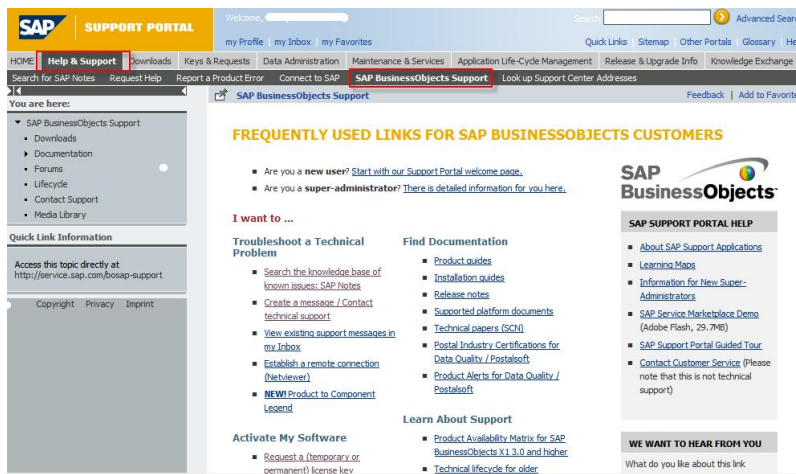 SAP SUPPORT PORTAL
Welcome,
Search
Advanced Sear
my Profile my Inbox my Favorites
Quick Links Sitemap Other Portals Glossary He
HOME Help & Support Downloads Keys & Requests Data Administration Maintenance & Services Application Life-Cycle Management Release & Upgrade Info Knowledge Exchange
Search for SAP Notes Request Help Report a Product Error Connect to SAP SAP BusinessObjects Support Look up Support Center Addresses
You are here:
SAP BusinessObjects Support
Downloads
Documentation
Forums
Lifecycle
Contact Support
Media Library
Quick Link Information
Access this topic directly at
http://service.sap.com/bosap-support
Copyright Privacy Imprint
SAP BusinessObjects Support
Feedback | Add to Favorite
FREQUENTLY USED LINKS FOR SAP BUSINESSOBJECTS CUSTOMERS
Are you a new user? Start with our Support Portal welcome page.
Are you a super-administrator? There is detailed information for you here.
I want to ...
Troubleshoot a Technical
Problem
Search the knowledge base of
known issues: SAP Notes
Create a message / Contact
technical support
View existing support messages in
my Inbox
Establish a remote connection
(Netviewer)
NEW! Product to Component
Legend
Activate My Software
Request a (temporary or
permanent) license key
Find Documentation
Product guides
Installation guides
Release notes
Supported platform documents
Technical papers (SCN)
Postal Industry Certifications for
Data Quality / Postalsoft
Product Alerts for Data Quality /
Postalsoft
Learn About Support
Product Availability Matrix for SAP
BusinessObjects X1 3.0 and higher
Technical lifecycle for older
SAP
BusinessObjects
SAP SUPPORT PORTAL HELP
About SAP Support Applications
Learning Maps
Information for New Super-
Administrators
SAP Service Marketplace Demo
(Adobe Flash, 29.7MB)
SAP Support Portal Guided Tour
Contact Customer Service (Please
note that this is not technical
support)
WE WANT TO HEAR FROM YOU
What do you like about this link